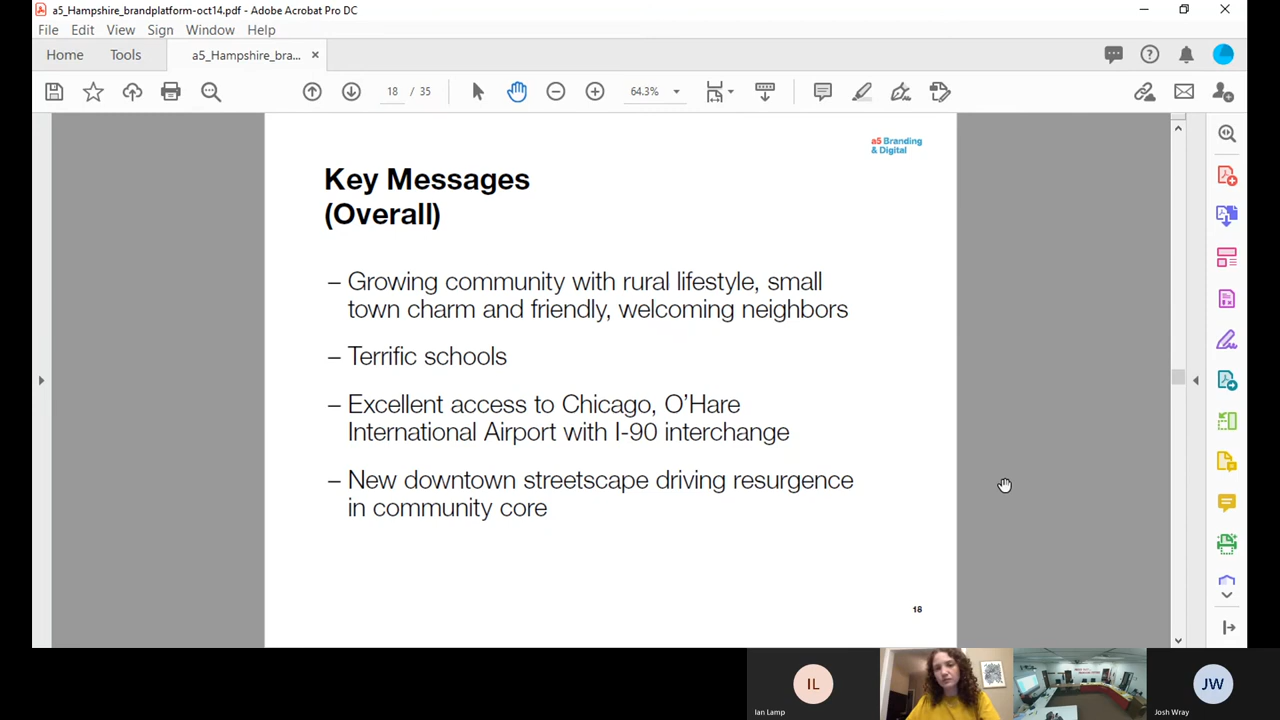 a5_Hampshire_brandplatform-oct14.pdf - Adobe Acrobat Pro DC
File Edit View Sign Window Help
Home Tools a5_Hampshire_bra... ×
18 / 35 64.3%
a5 Branding
& Digital
Key Messages
(Overall)
– Growing community with rural lifestyle, small
town charm and friendly, welcoming neighbors
– Terrific schools
– Excellent access to Chicago, O’Hare
International Airport with I-90 interchange
– New downtown streetscape driving resurgence
in community core
18
IL
JW
Ian Lamp
Josh Wray